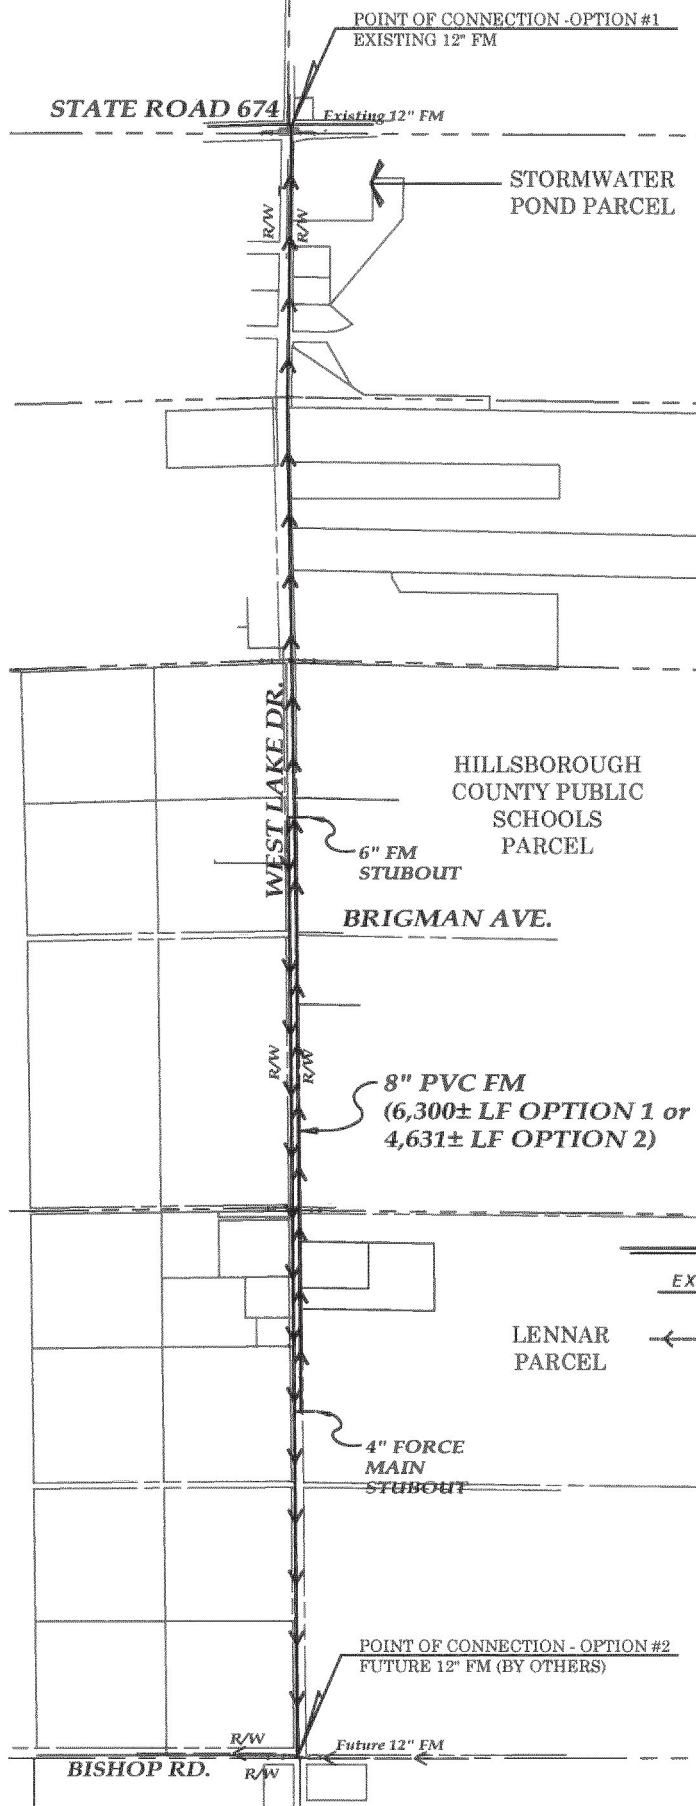 POINT OF CONNECTION -OPTION #1
EXISTING 12" FM
STATE ROAD 674
Existing 12" FM
STORMWATER
POND PARCEL
R/W
R/W
WEST LAKE DR.
HILLSBOROUGH
COUNTY PUBLIC
SCHOOLS
PARCEL
6" FM
STUBOUT
BRIGMAN AVE.
R/W
R/W
8" PVC FM
(6,300± LF OPTION 1 or
4,631± LF OPTION 2)
EX
LENNAR
PARCEL
4" FORCE
MAIN
STUBOUT
POINT OF CONNECTION - OPTION #2
FUTURE 12" FM (BY OTHERS)
R/W
Future 12" FM
BISHOP RD.
R/W